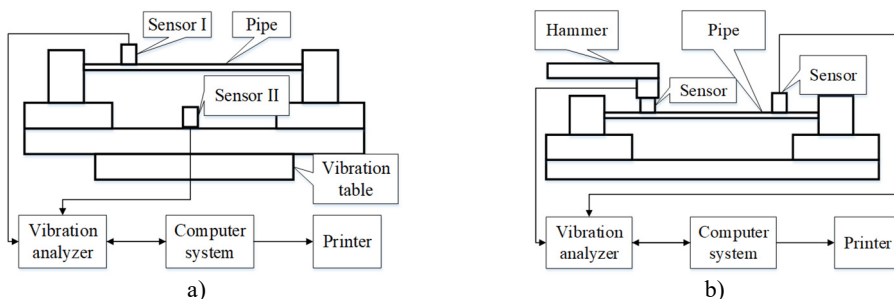 Sensor I
Pipe
Sensor II
Vibration
table
Vibration
analyzer
Computer
system
Printer
a)
Hammer
Pipe
Sensor
Sensor
Vibration
analyzer
Computer
system
Printer
b)